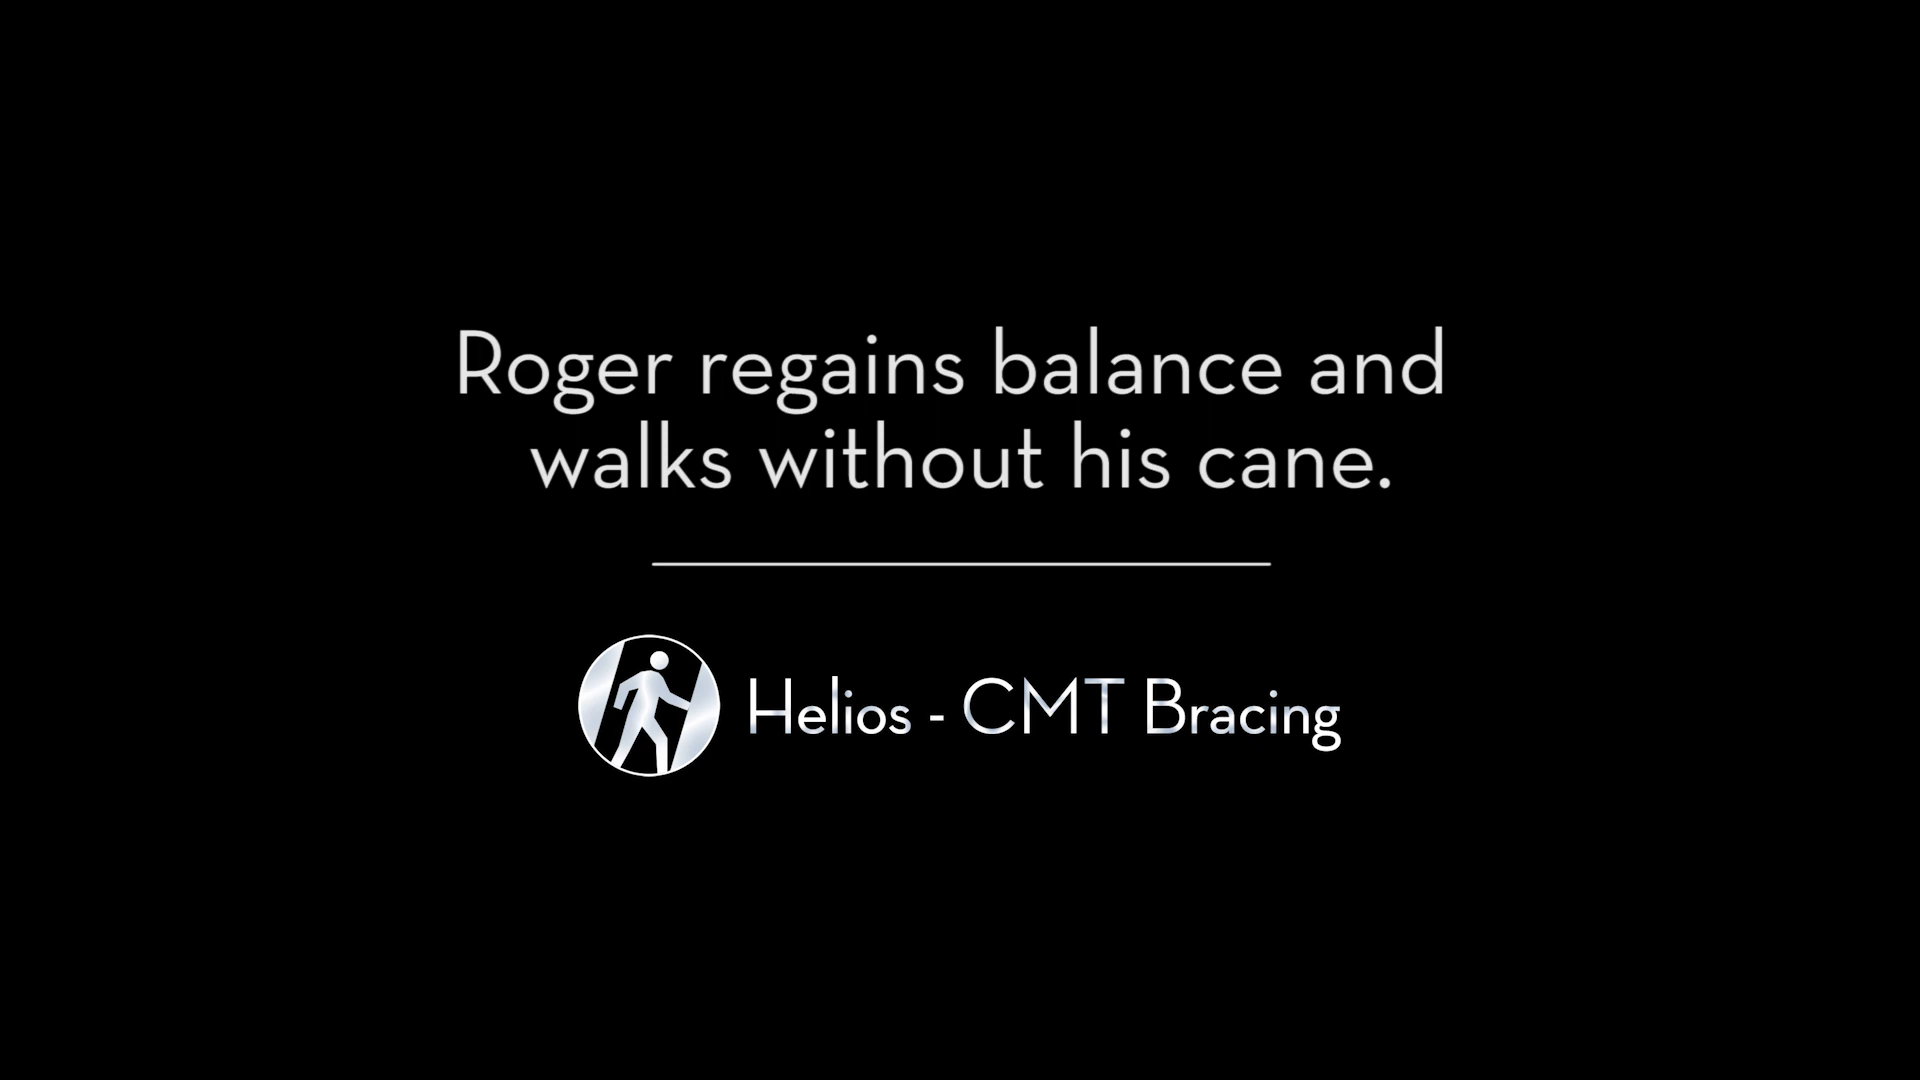 Roger regains balance and
walks without his cane.
Helios - CMT Bracing